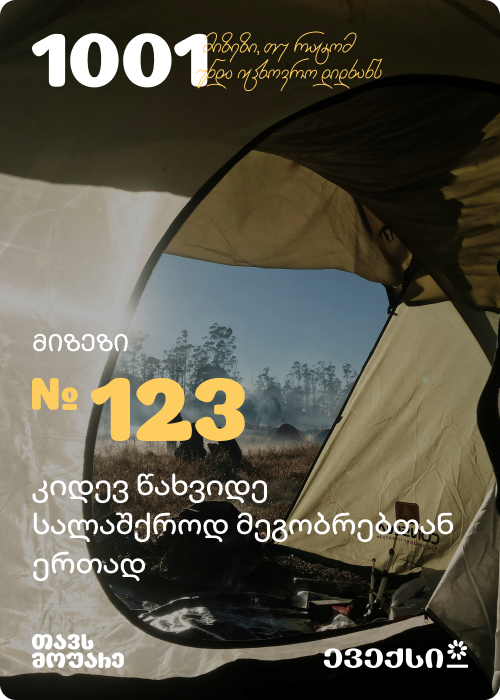 1001 მიზეზი, თუ რატომ
უნდა იცხოვრო დიდხანს
მიზეზი
№ 123
კიდევ წახვიდე
სალაშქროდ მეგობრებთან
ერთად
თავს
მოუარე
ევექსი